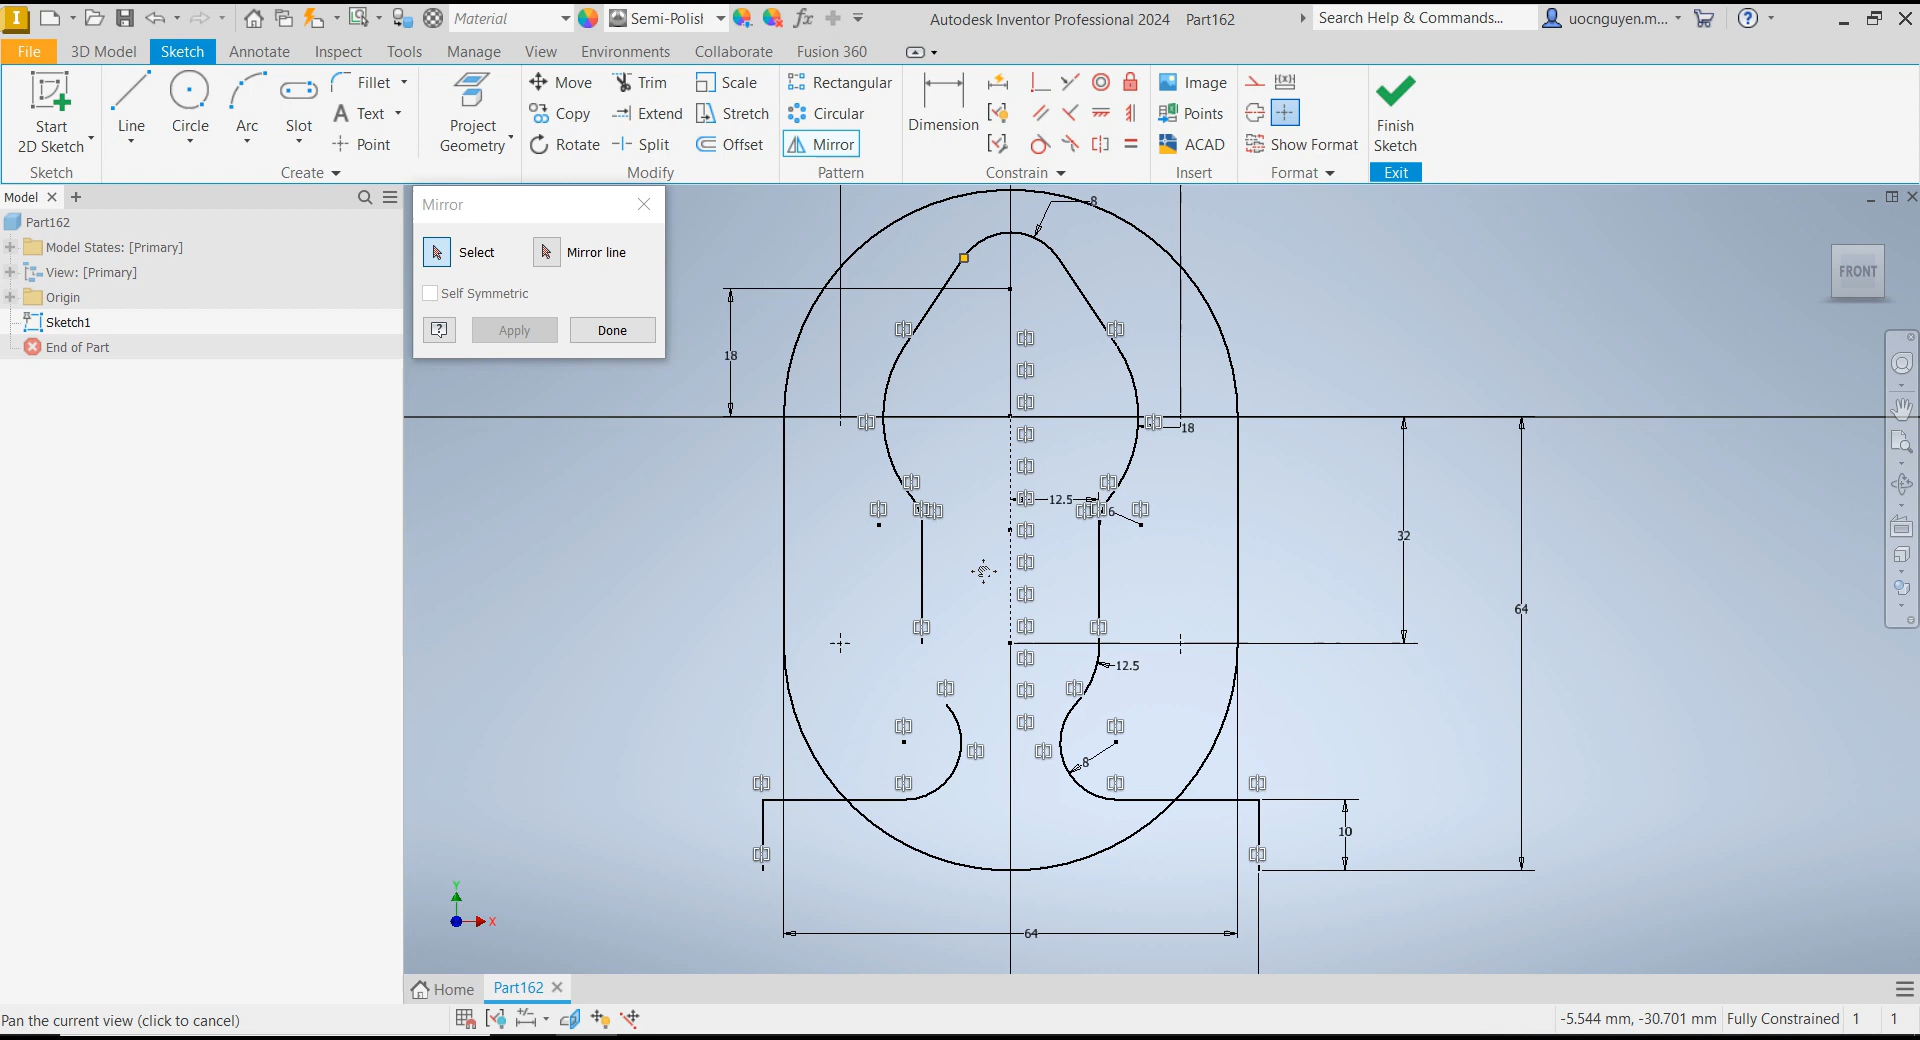 I Material Semi-Polisl fx Autodesk Inventor Professional 2024 Part162 Search Help & Commands... uocnguyen.m... ?
File 3D Model Sketch Annotate Inspect Tools Manage View Environments Collaborate Fusion 360
Start 2D Sketch
Line
Circle
Arc
Slot
Fillet
A Text
Point
Project Geometry
Move
Copy
Rotate
Trim
Extend
Split
Scale
Stretch
Offset
Rectangular
Circular
Mirror
Dimension
Image
Points
ACAD
Show Format
Finish Sketch
Sketch Create Modify Pattern Constrain Insert Format Exit
Model
Part162
Model States: [Primary]
View: [Primary]
Origin
Sketch1
End of Part
Mirror
Select Mirror line
Self Symmetric
? Apply Done
FRONT
8
18
18
12.5
6
32
64
12.5
8
10
64
Y
X
Home Part162
Pan the current view (click to cancel) -5.544 mm, -30.701 mm Fully Constrained 1 1